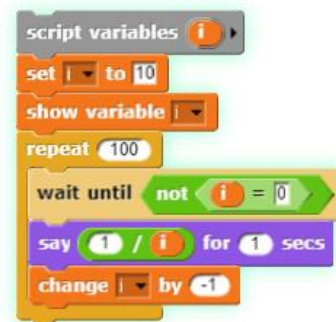 script variables i
set i to 10
show variable i
repeat 100
wait until not i = 0
say 1 / i for 1 secs
change i by -1